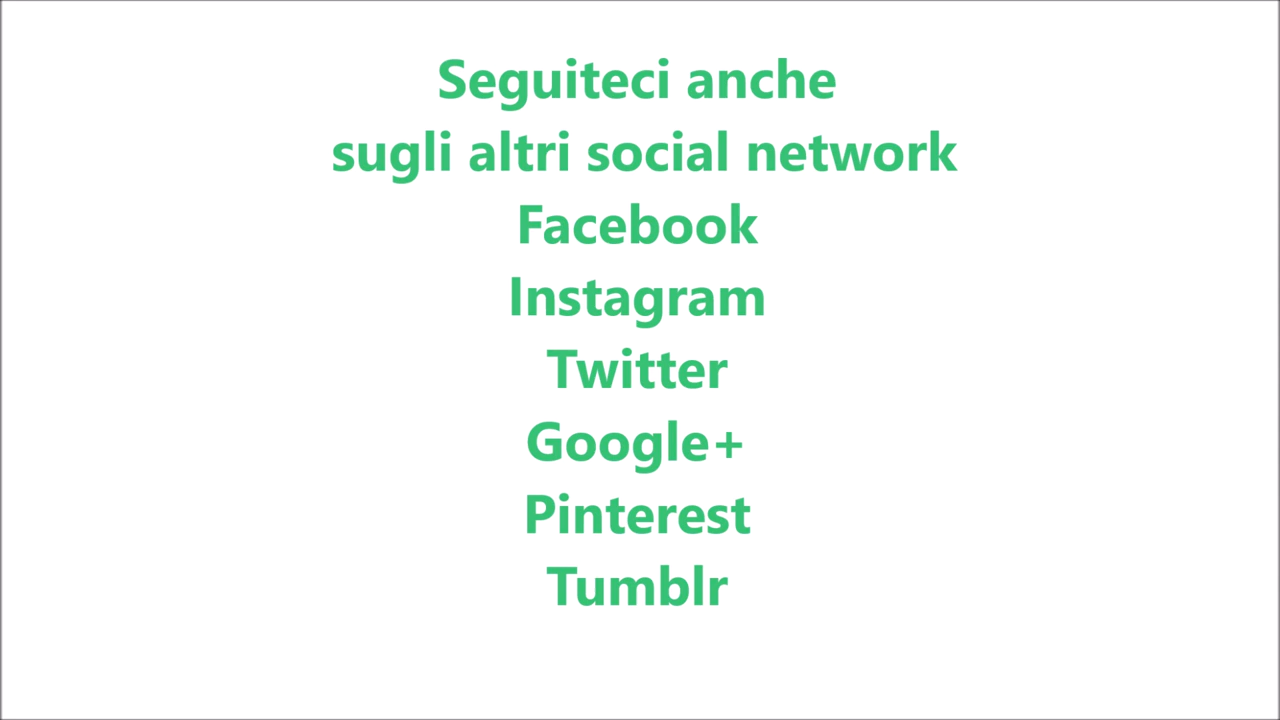 Seguiteci anche
sugli altri social network
Facebook
Instagram
Twitter
Google+
Pinterest
Tumblr